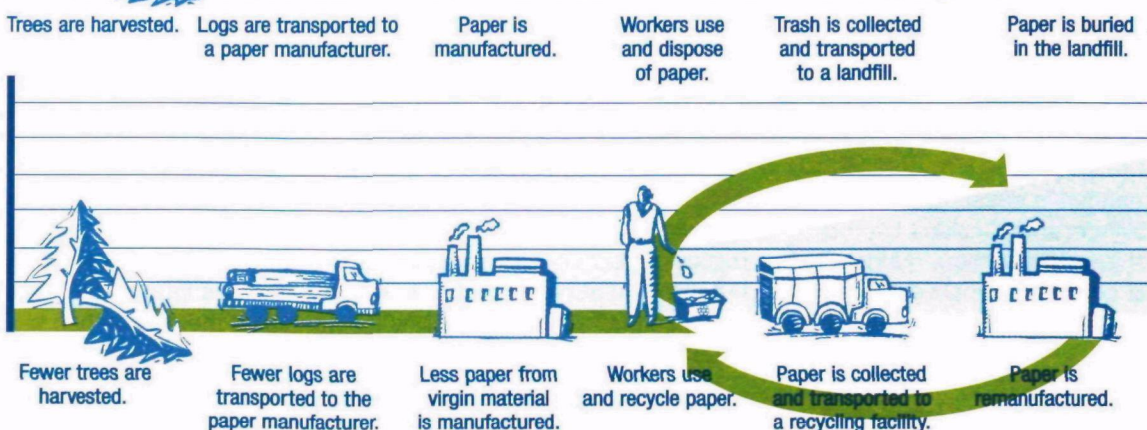 Trees are harvested.
Logs are transported to
a paper manufacturer.
Paper is
manufactured.
Workers use
and dispose
of paper.
Trash is collected
and transported
to a landfill.
Paper is buried
in the landfill.
Fewer trees are
harvested.
Fewer logs are
transported to the
paper manufacturer.
Less paper from
virgin material
is manufactured.
Workers use
and recycle paper.
Paper is collected
and transported to
a recycling facility.
Paper is
remanufactured.